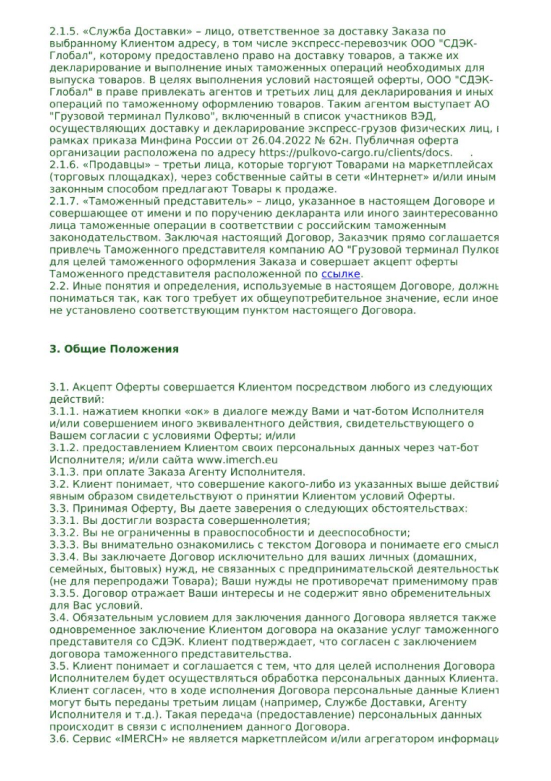 2.1.5. «Служба Доставки» – лицо, ответственное за доставку Заказа по
выбранному Клиентом адресу, в том числе экспресс-перевозчик ООО "СДЭК-
Глобал", которому предоставлено право на доставку товаров, а также их
декларирование и выполнение иных таможенных операций необходимых для
выпуска товаров. В целях выполнения условий настоящей оферты, ООО "СДЭК-
Глобал" в праве привлекать агентов и третьих лиц для декларирования и иных
операций по таможенному оформлению товаров. Таким агентом выступает АО
"Грузовой терминал Пулково", включенный в список участников ВЭД,
осуществляющих доставку и декларирование экспресс-грузов физических лиц,
рамках приказа Минфина России от 26.04.2022 № 62н. Публичная оферта
организации расположена по адресу https://pulkovo-cargo.ru/clients/docs. .
2.1.6. «Продавцы» – третьи лица, которые торгуют Товарами на маркетплейсах
(торговых площадках), через собственные сайты в сети «Интернет» и/или иным
законным способом предлагают Товары к продаже.
2.1.7. «Таможенный представитель» – лицо, указанное в настоящем Договоре и
совершающее от имени и по поручению декларанта или иного заинтересованно
лица таможенные операции в соответствии с российским таможенным
законодательством. Заключая настоящий Договор, Заказчик прямо соглашается
привлечь Таможенного представителя компанию АО "Грузовой терминал Пулков
для целей таможенного оформления Заказа и совершает акцепт оферты
Таможенного представителя расположенной по ссылке.
2.2. Иные понятия и определения, используемые в настоящем Договоре, должн
пониматься так, как того требует их общеупотребительное значение, если иное
не установлено соответствующим пунктом настоящего Договора.
3. Общие Положения
3.1. Акцепт Оферты совершается Клиентом посредством любого из следующих
действий:
3.1.1. нажатием кнопки «ок» в диалоге между Вами и чат-ботом Исполнителя
и/или совершением иного эквивалентного действия, свидетельствующего о
Вашем согласии с условиями Оферты; и/или
3.1.2. предоставлением Клиентом своих персональных данных через чат-бот
Исполнителя; и/или сайта www.imerch.eu
3.1.3. при оплате Заказа Агенту Исполнителя.
3.2. Клиент понимает, что совершение какого-либо из указанных выше действий
явным образом свидетельствуют о принятии Клиентом условий Оферты.
3.3. Принимая Оферту, Вы даете заверения о следующих обстоятельствах:
3.3.1. Вы достигли возраста совершеннолетия;
3.3.2. Вы не ограничены в правоспособности и дееспособности;
3.3.3. Вы внимательно ознакомились с текстом Договора и понимаете его смысл
3.3.4. Вы заключаете Договор исключительно для ваших личных (домашних,
семейных, бытовых) нужд, не связанных с предпринимательской деятельностьк
(не для перепродажи Товара); Ваши нужды не противоречат применимому прав
3.3.5. Договор отражает Ваши интересы и не содержит явно обременительных
для Вас условий.
3.4. Обязательным условием для заключения данного Договора является также
одновременное заключение Клиентом договора на оказание услуг таможенного
представителя со СДЭК. Клиент подтверждает, что согласен с заключением
договора таможенного представительства.
3.5. Клиент понимает и соглашается с тем, что для целей исполнения Договора
Исполнителем будет осуществляться обработка персональных данных Клиента.
Клиент согласен, что в ходе исполнения Договора персональные данные Клиент
могут быть переданы третьим лицам (например, Службе Доставки, Агенту
Исполнителя и т.д.). Такая передача (предоставление) персональных данных
происходит в связи с исполнением данного Договора.
3.6. Сервис «IMERCH» не является маркетплейсом и/или агрегатором информаци